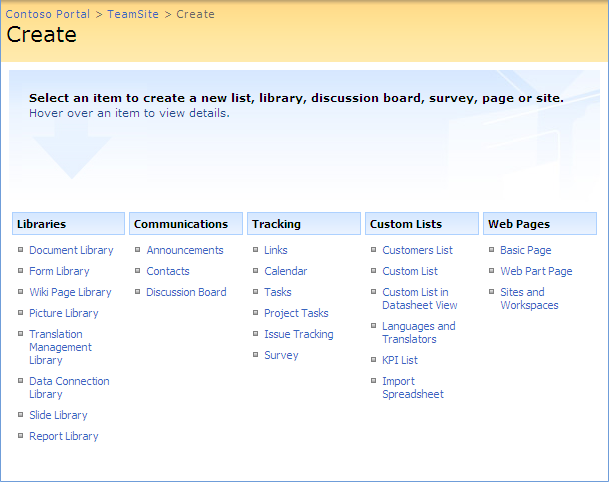 Contoso Portal > TeamSite > Create
Create
Select an item to create a new list, library, discussion board, survey, page or site.
Hover over an item to view details.
Libraries
Document Library
Form Library
Wiki Page Library
Picture Library
Translation
Management
Library
Data Connection
Library
Slide Library
Report Library
Communications
Announcements
Contacts
Discussion Board
Tracking
Links
Calendar
Tasks
Project Tasks
Issue Tracking
Survey
Custom Lists
Customers List
Custom List
Custom List in
Datasheet View
Languages and
Translators
KPI List
Import
Spreadsheet
Web Pages
Basic Page
Web Part Page
Sites and
Workspaces